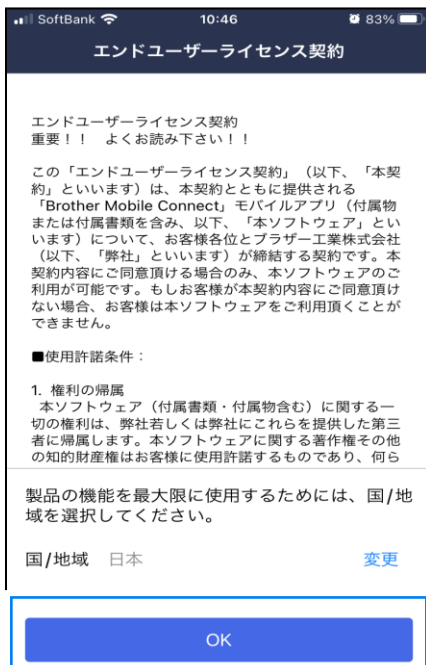 SoftBank 10:46 83%
エンドユーザーライセンス契約
エンドユーザーライセンス契約
重要！！　よくお読み下さい！！
この「エンドユーザーライセンス契約」（以下、「本契
約」といいます）は、本契約とともに提供される
「Brother Mobile Connect」モバイルアプリ（付属物
または付属書類を含み、以下、「本ソフトウェア」とい
います）について、お客様各位とブラザー工業株式会社
（以下、「弊社」といいます）が締結する契約です。本
契約内容にご同意頂ける場合のみ、本ソフトウェアのご
利用が可能です。もしお客様が本契約内容にご同意頂け
ない場合、お客様は本ソフトウェアをご利用頂くことが
できません。
■使用許諾条件：
1. 権利の帰属
本ソフトウェア（付属書類・付属物含む）に関する一
切の権利は、弊社若しくは弊社にこれらを提供した第三
者に帰属します。本ソフトウェアに関する著作権その他
の知的財産権はお客様に使用許諾するものであり、何ら
製品の機能を最大限に使用するためには、国/地
域を選択してください。
国/地域 日本 変更
OK